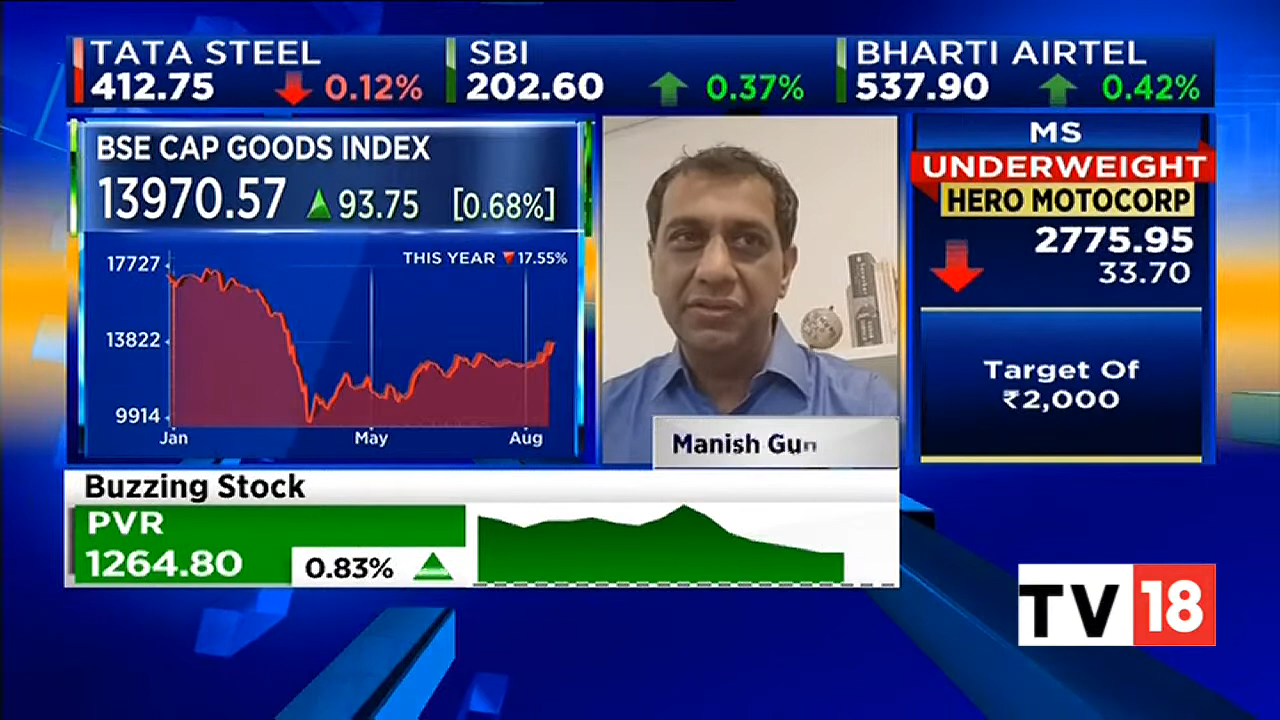 TATA STEEL
412.75 0.12%
SBI
202.60 0.37%
BHARTI AIRTEL
537.90 0.42%
BSE CAP GOODS INDEX
13970.57 93.75 [0.68%]
THIS YEAR 17.55%
17727
13822
9914
Jan May Aug
Manish Gun
MS
UNDERWEIGHT
HERO MOTOCORP
2775.95
33.70
Target Of
₹2,000
Buzzing Stock
PVR
1264.80 0.83%
TV18